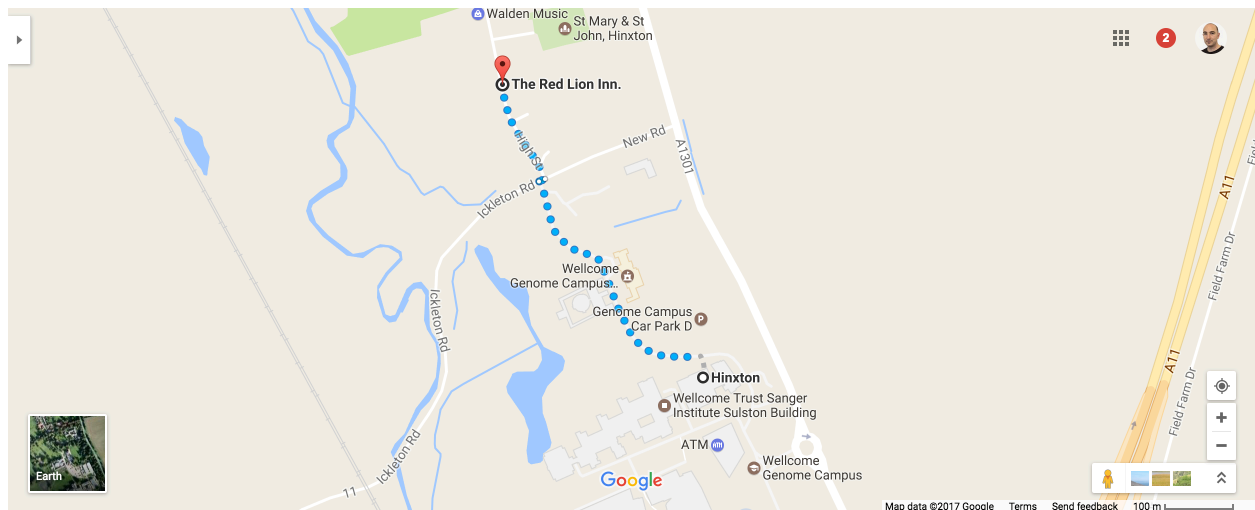 Walden Music
St Mary & St
John, Hinxton
2
The Red Lion Inn.
High St
New Rd
A1301
Ickleton Rd
A11
Field Farm Dr
Wellcome
Genome Campus...
Genome Campus
Car Park D
P
Ickleton Rd
Hinxton
A11
Field Farm Dr
Wellcome Trust Sanger
Institute Sulston Building
ATM
ATM
Ickleton Rd
Wellcome
Genome Campus
Earth
11
Google
Map data ©2017 Google Terms Send feedback 100 m